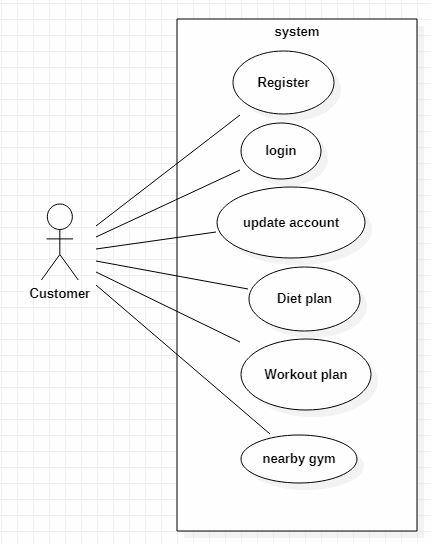 system
Register
login
update account
Diet plan
Customer
Workout plan
nearby gym